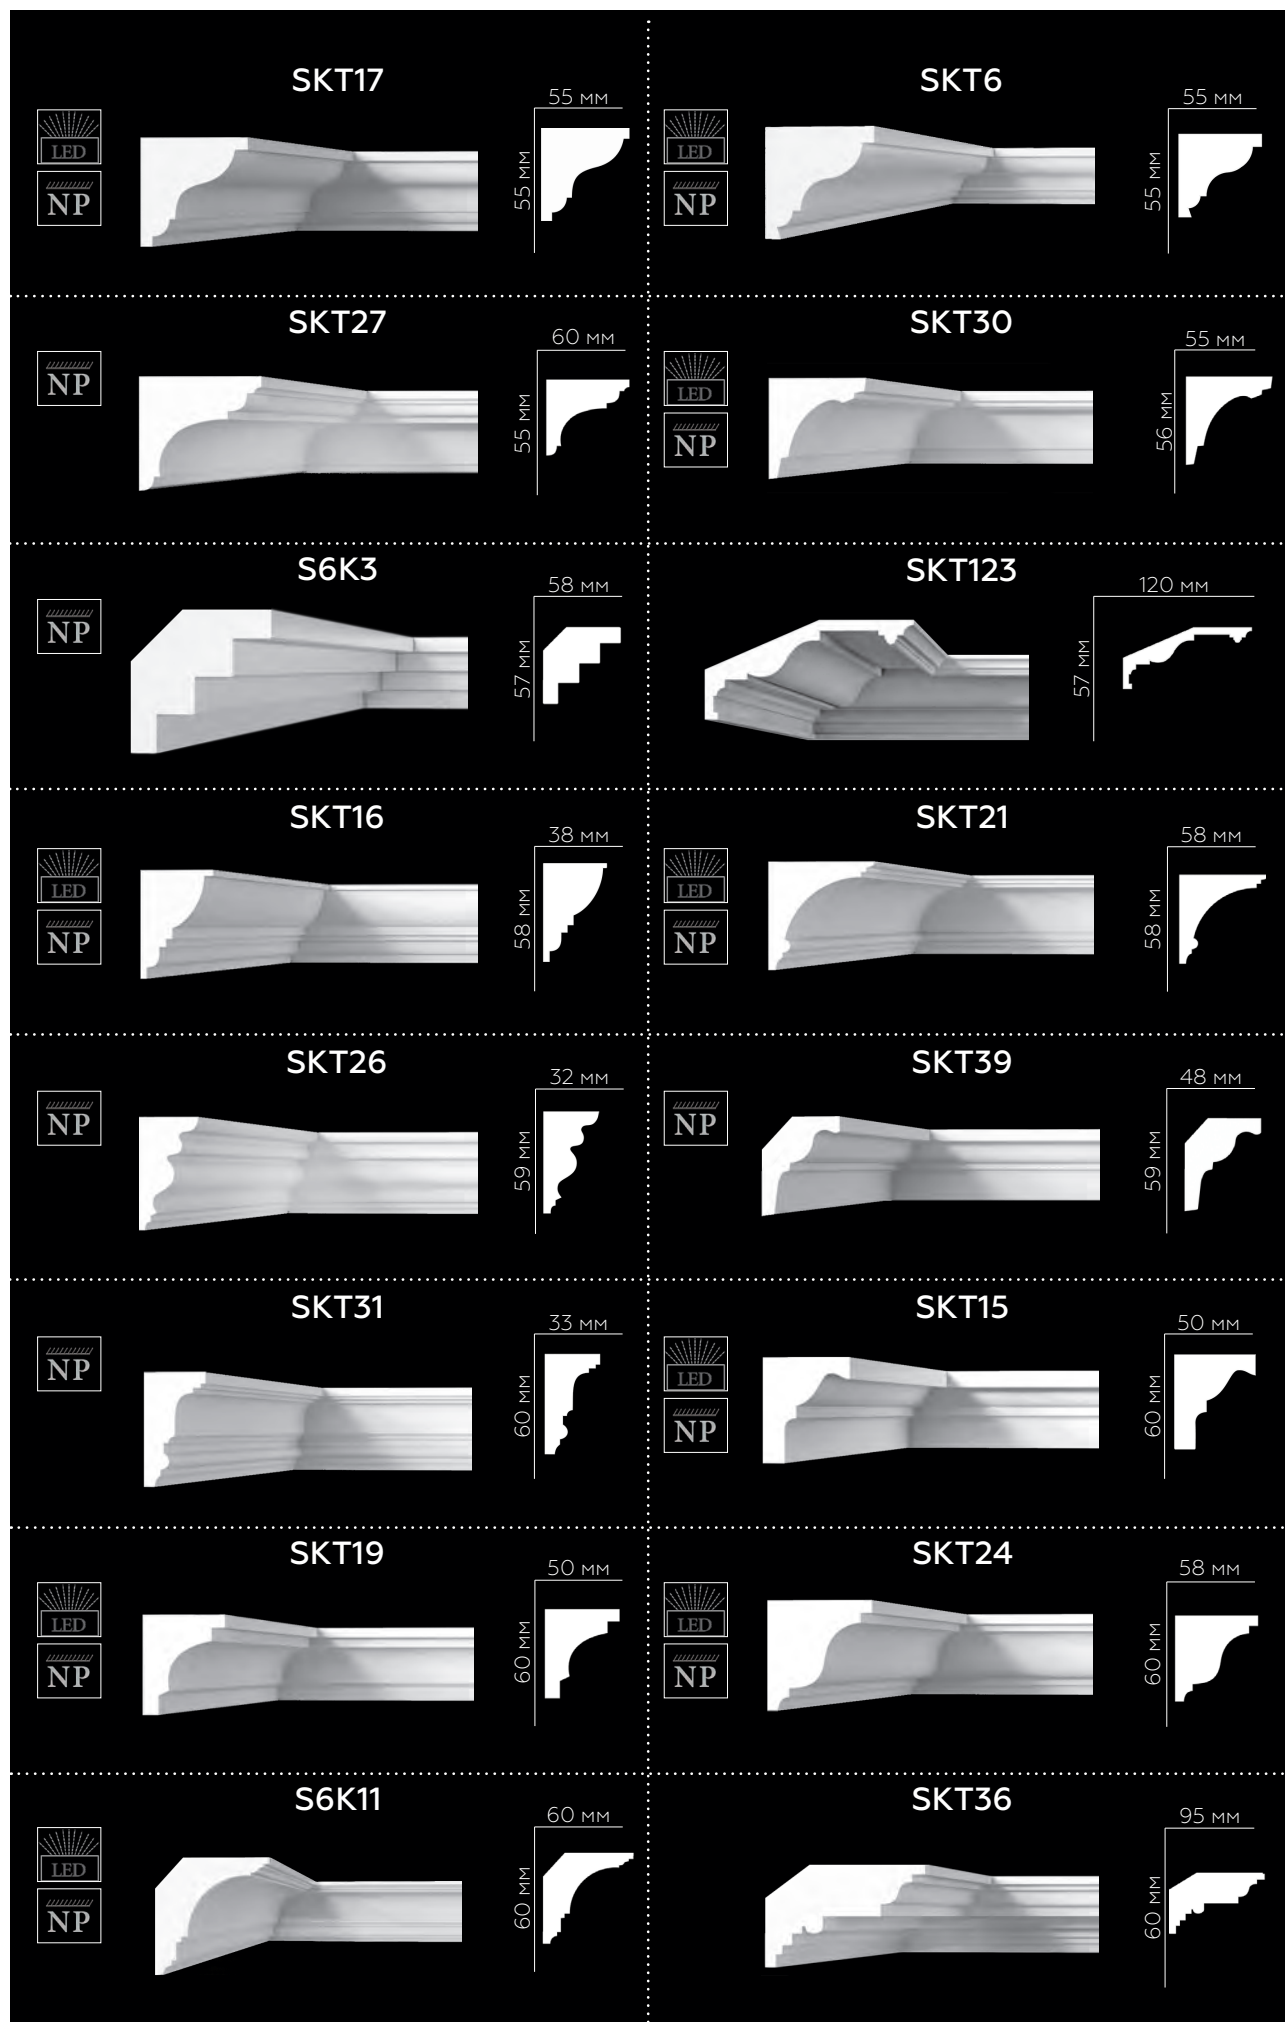 SKT17
55 мм
LED
NP
55 мм
SKT6
55 мм
LED
NP
55 мм
SKT27
60 мм
NP
55 мм
SKT30
55 мм
LED
NP
56 мм
S6K3
58 мм
NP
57 мм
SKT123
120 мм
57 мм
SKT16
38 мм
LED
NP
58 мм
SKT21
58 мм
LED
NP
58 мм
SKT26
32 мм
NP
59 мм
SKT39
48 мм
NP
59 мм
SKT31
33 мм
NP
60 мм
SKT15
50 мм
LED
NP
60 мм
SKT19
50 мм
LED
NP
60 мм
SKT24
58 мм
LED
NP
60 мм
S6K11
60 мм
LED
NP
60 мм
SKT36
95 мм
60 мм